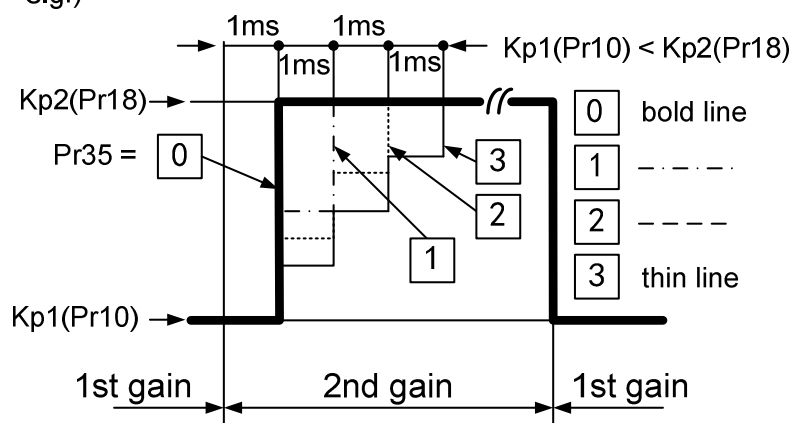 1ms 1ms
1ms 1ms
Kp1(Pr10) < Kp2(Pr18)
Kp2(Pr18)
Pr35 = 0
3
2
1
0 bold line
1
2
3 thin line
Kp1(Pr10)
1st gain 2nd gain 1st gain